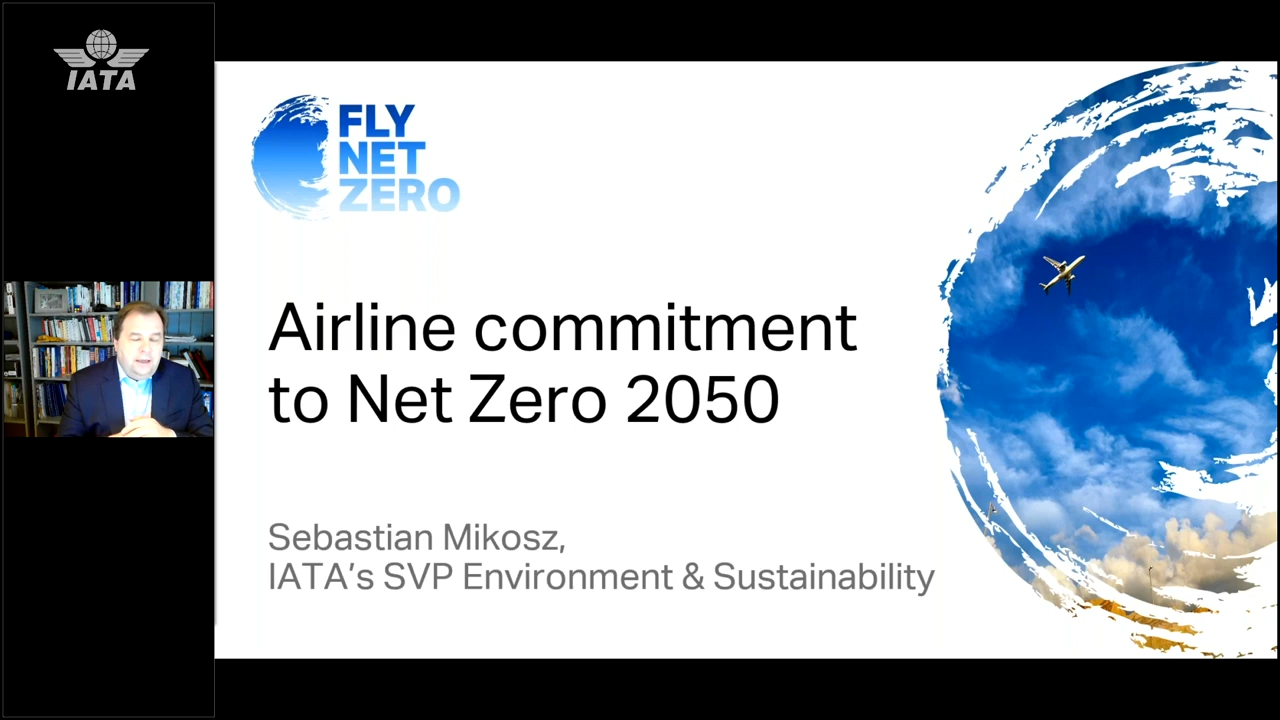 IATA
FLY
NET
ZERO
Airline commitment
to Net Zero 2050
Sebastian Mikosz,
IATA’s SVP Environment & Sustainability